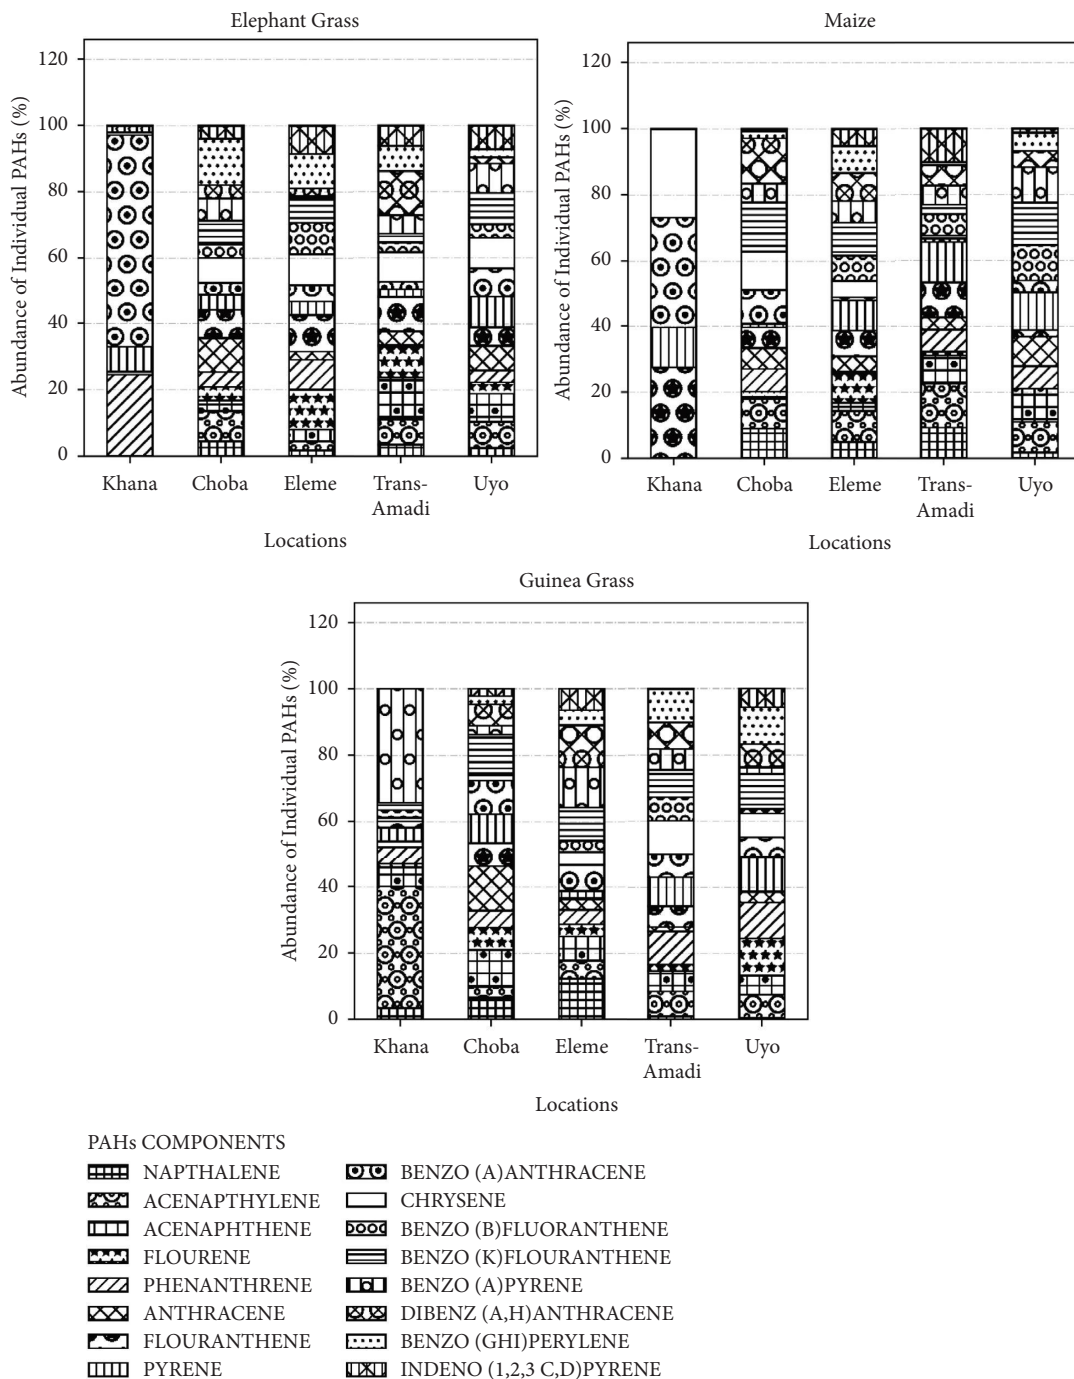 Elephant Grass
Abundance of Individual PAHs (%)
120
100
80
60
40
20
0
Khana Choba Eleme Trans-Amadi Uyo
Locations
Maize
Abundance of Individual PAHs (%)
120
100
80
60
40
20
0
Khana Choba Eleme Trans-Amadi Uyo
Locations
Guinea Grass
Abundance of Individual PAHs (%)
120
100
80
60
40
20
0
Khana Choba Eleme Trans-Amadi Uyo
Locations
PAHs COMPONENTS
NAPTHALENE
ACENAPTHYLENE
ACENAPHTHENE
FLOURENE
PHENANTHRENE
ANTHRACENE
FLOURANTHENE
PYRENE
BENZO (A)ANTHRACENE
CHRYSENE
BENZO (B)FLUORANTHENE
BENZO (K)FLOURANTHENE
BENZO (A)PYRENE
DIBENZ (A,H)ANTHRACENE
BENZO (GHI)PERYLENE
INDENO (1,2,3 C,D)PYRENE